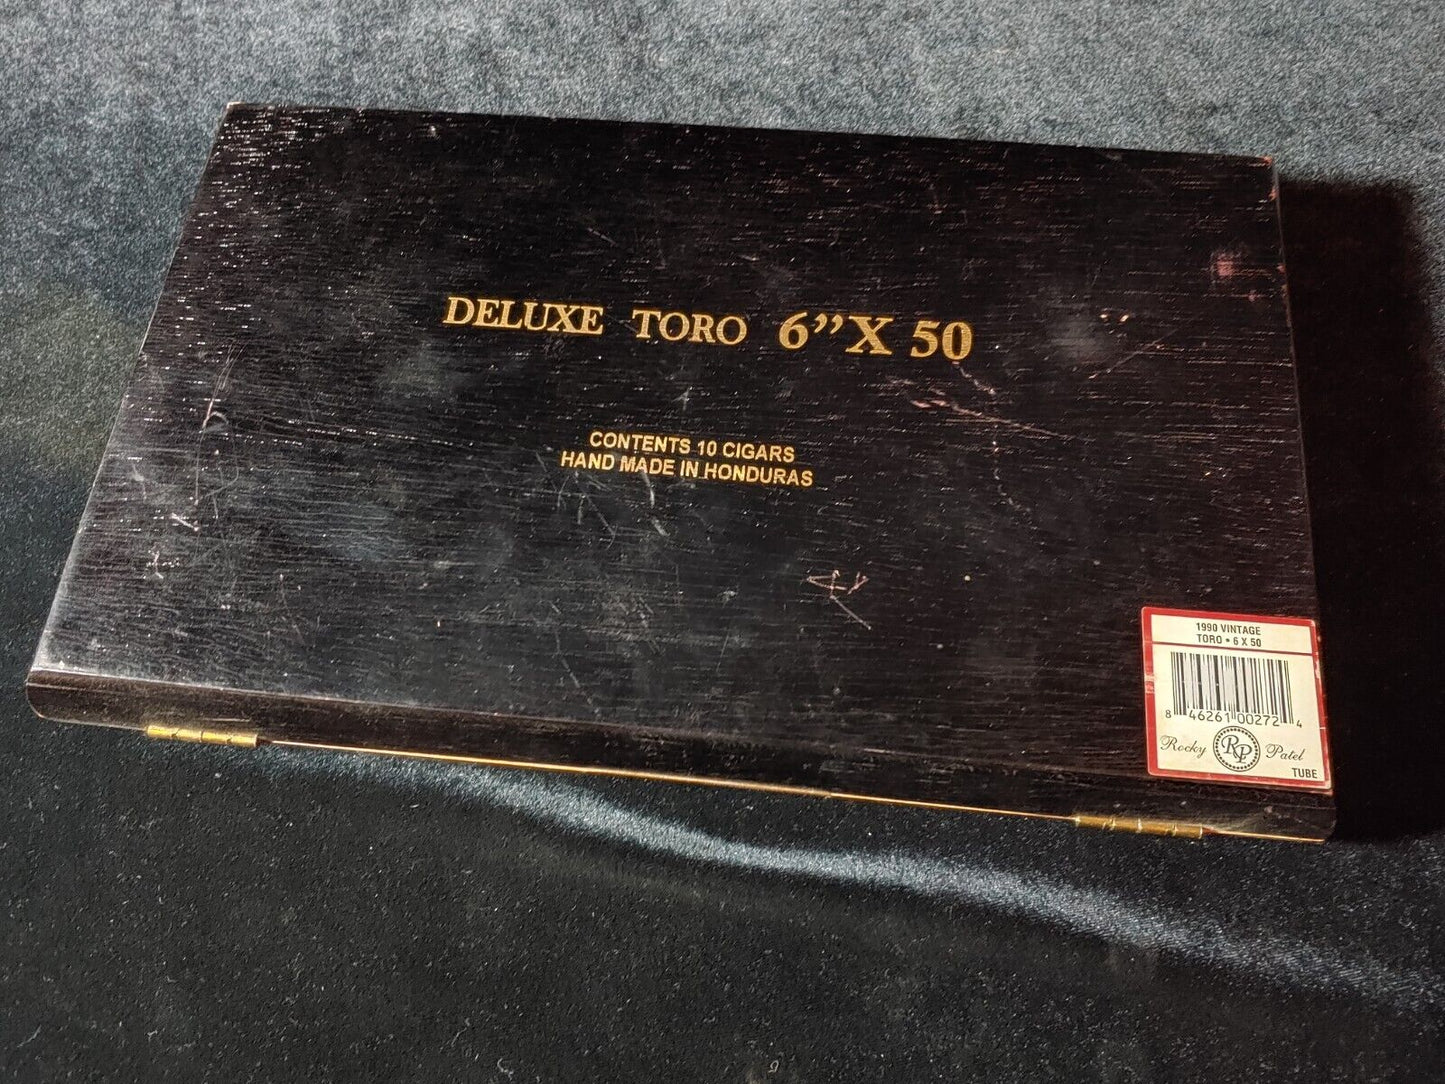 DELUXE TORO 6”X 50
CONTENTS 10 CIGARS
HAND MADE IN HONDURAS
1990 VINTAGE
TORO • 6 X 50
8 46261 00272 4
Rocky RP Patel
TUBE